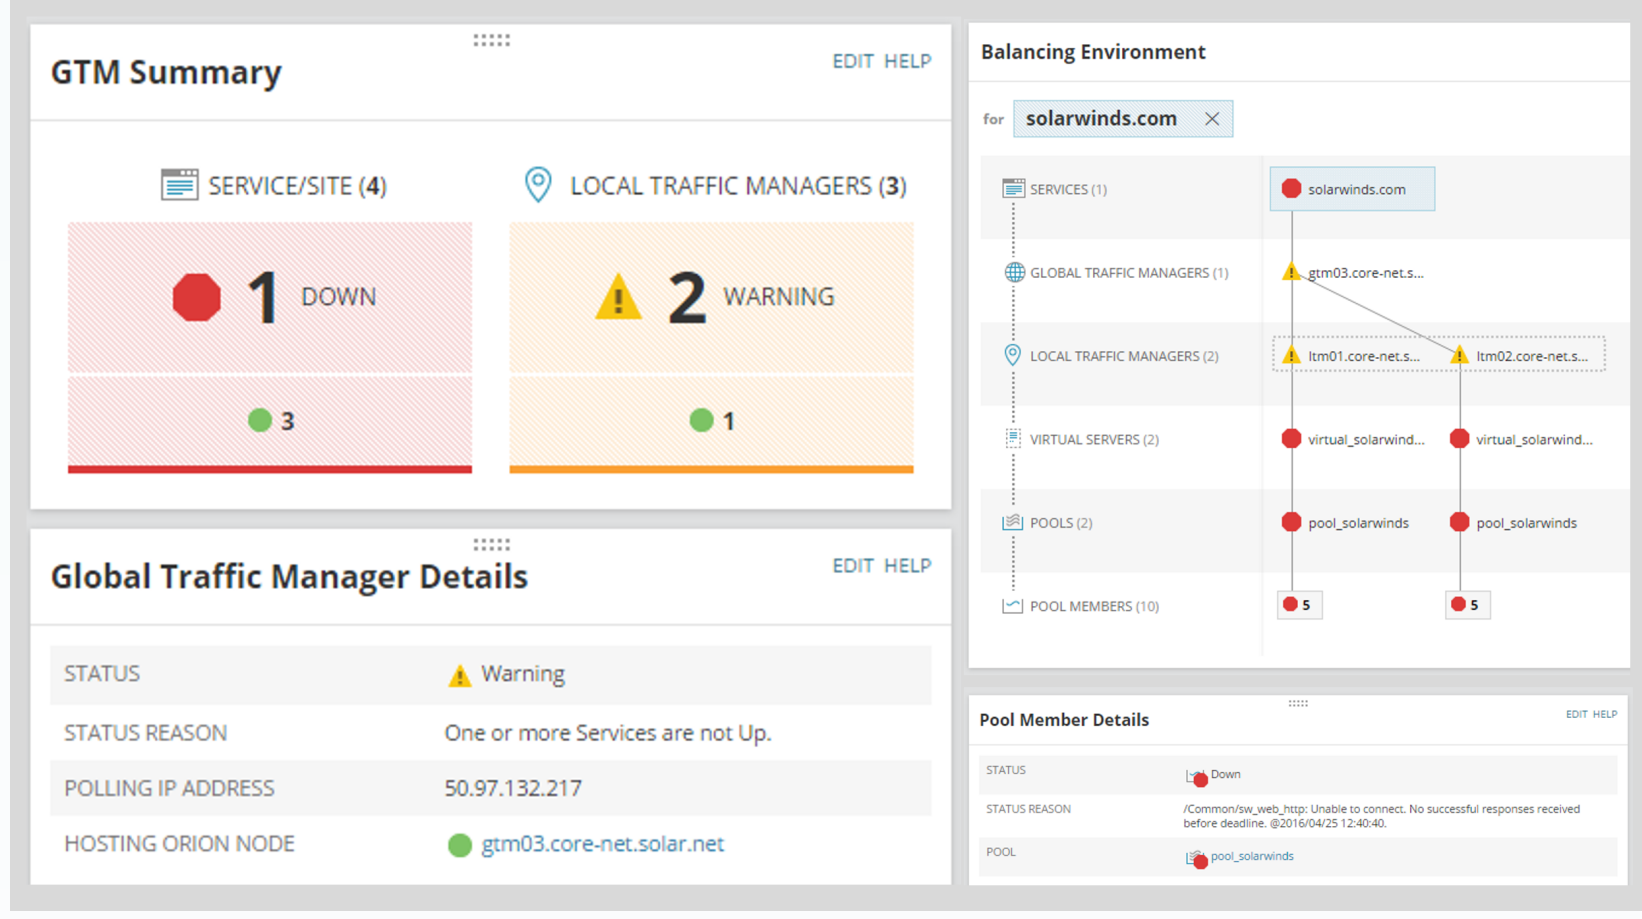 GTM Summary
EDIT HELP
SERVICE/SITE (4)
LOCAL TRAFFIC MANAGERS (3)
1 DOWN
2 WARNING
3
1
Global Traffic Manager Details
EDIT HELP
STATUS
Warning
STATUS REASON
One or more Services are not Up.
POLLING IP ADDRESS
50.97.132.217
HOSTING ORION NODE
gtm03.core-net.solar.net
Balancing Environment
for
solarwinds.com
SERVICES (1)
solarwinds.com
GLOBAL TRAFFIC MANAGERS (1)
gtm03.core-net.s...
LOCAL TRAFFIC MANAGERS (2)
ltm01.core-net.s...
ltm02.core-net.s...
VIRTUAL SERVERS (2)
virtual_solarwind...
virtual_solarwind...
POOLS (2)
pool_solarwinds
pool_solarwinds
POOL MEMBERS (10)
5
5
Pool Member Details
EDIT HELP
STATUS
Down
STATUS REASON
/Common/sw_web_http: Unable to connect. No successful responses received
before deadline. @2016/04/25 12:40:40.
POOL
pool_solarwinds